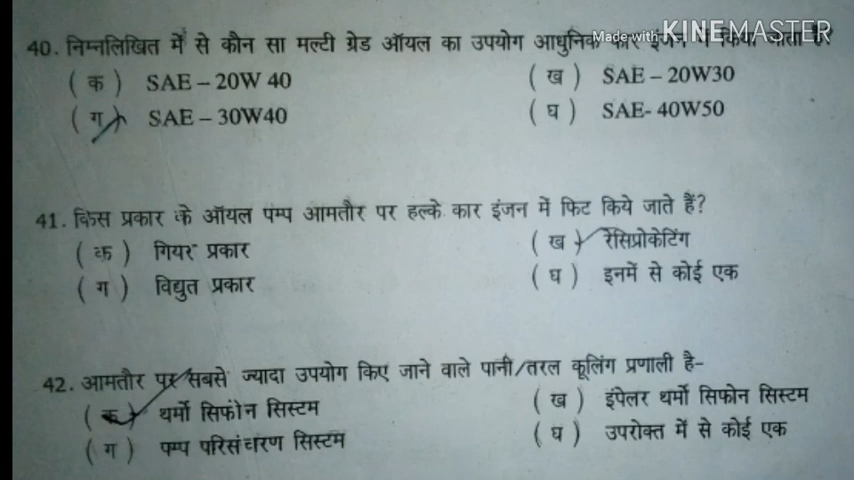 Made with KINEMASTER
40. निम्नलिखित में से कौन सा मल्टी ग्रेड ऑयल का उपयोग आधुनिक कार इंजन में किया जाता है?
( क ) SAE – 20W 40 ( ख ) SAE – 20W30
( ग ) SAE – 30W40 ( घ ) SAE- 40W50
41. किस प्रकार के ऑयल पम्प आमतौर पर हल्के कार इंजन में फिट किये जाते हैं?
( क ) गियर प्रकार ( ख ) रेसिप्रोकेटिंग
( ग ) विद्युत प्रकार ( घ ) इनमें से कोई एक
42. आमतौर पर सबसे ज्यादा उपयोग किए जाने वाले पानी/तरल कूलिंग प्रणाली है-
( क ) थर्मो सिफोन सिस्टम ( ख ) इंपेलर थर्मो सिफोन सिस्टम
( ग ) पम्प परिसंचरण सिस्टम ( घ ) उपरोक्त में से कोई एक